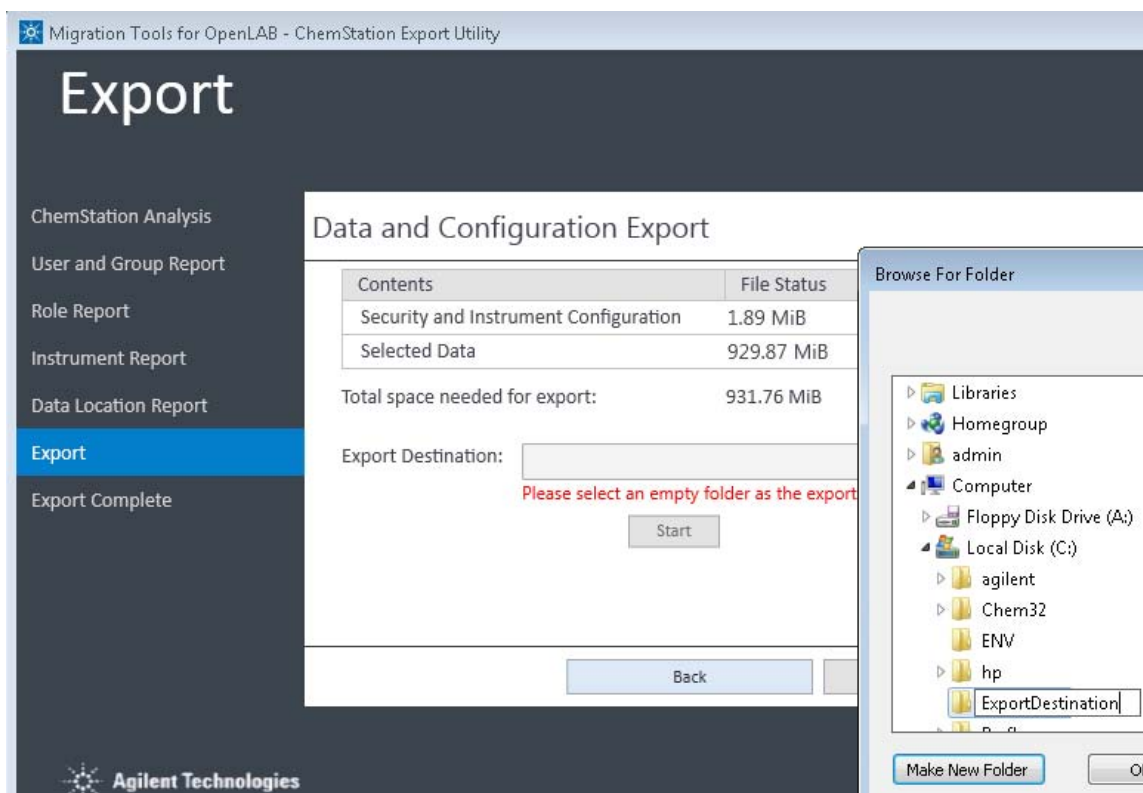 Migration Tools for OpenLAB - ChemStation Export Utility
Export
ChemStation Analysis
User and Group Report
Role Report
Instrument Report
Data Location Report
Export
Export Complete
Data and Configuration Export
Contents File Status
Security and Instrument Configuration 1.89 MiB
Selected Data 929.87 MiB
Total space needed for export: 931.76 MiB
Export Destination:
Please select an empty folder as the export
Start
Back
Browse For Folder
Libraries
Homegroup
admin
Computer
Floppy Disk Drive (A:)
Local Disk (C:)
agilent
Chem32
ENV
hp
ExportDestination
Make New Folder
Agilent Technologies